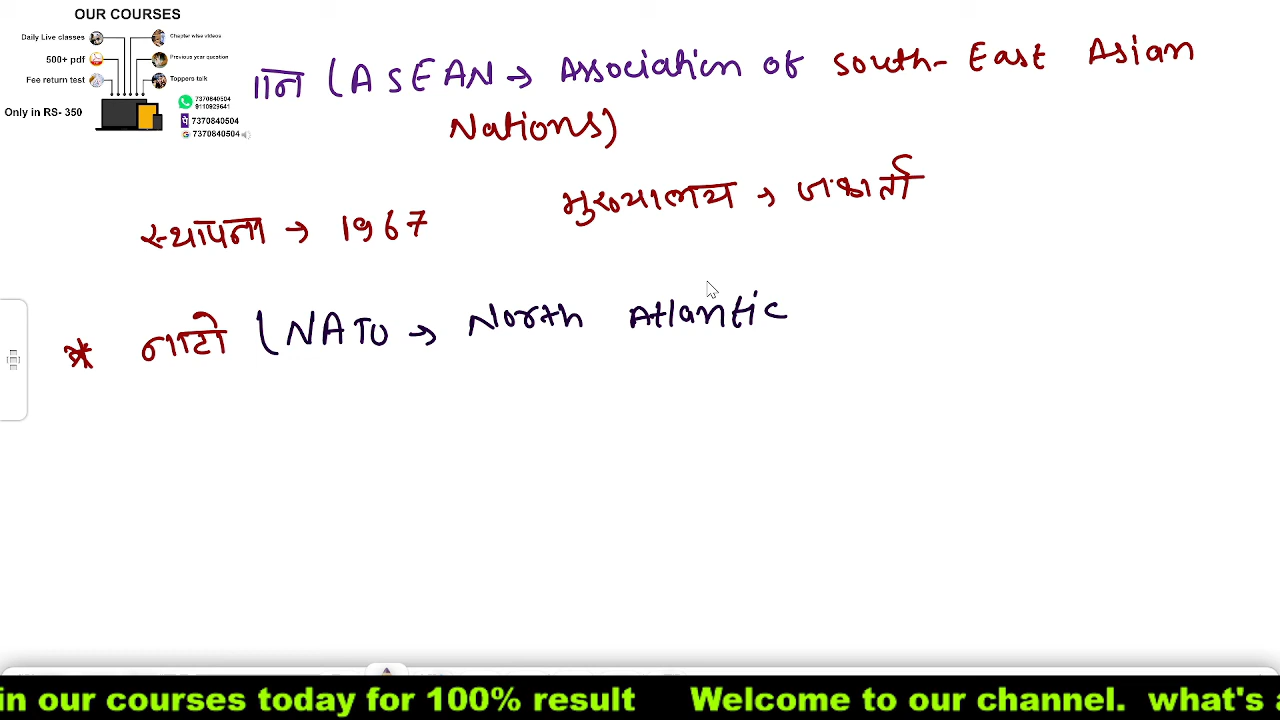 OUR COURSES
Daily Live classes
Chapter wise videos
500+ pdf
Previous year question
Fee return test
Toppers talk
Only in RS- 350
7370840504
9110923641
7370840504
7370840504
ान (ASEAN → Association of South-East Asian
Nations)
मुख्यालय → जकार्ता
स्थापना → 1967
* नाटो (NATO → North Atlantic
in our courses today for 100% result Welcome to our channel. what's